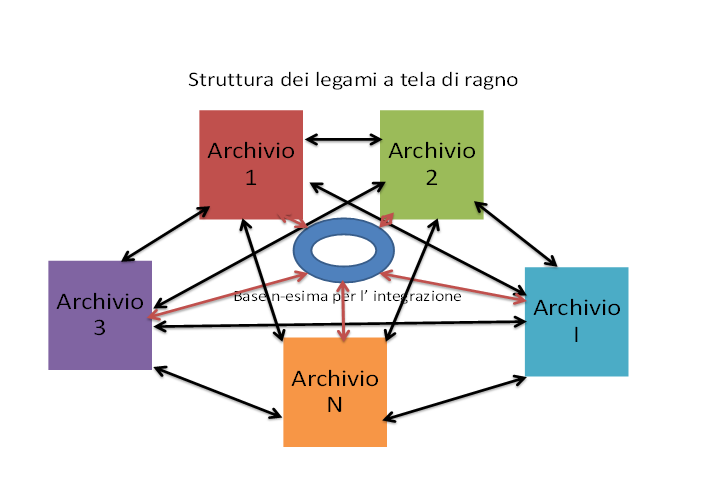 Struttura dei legami a tela di ragno
Archivio
1
Archivio
2
Archivio
3
Base n-esima per l’ integrazione
Archivio
I
Archivio
N